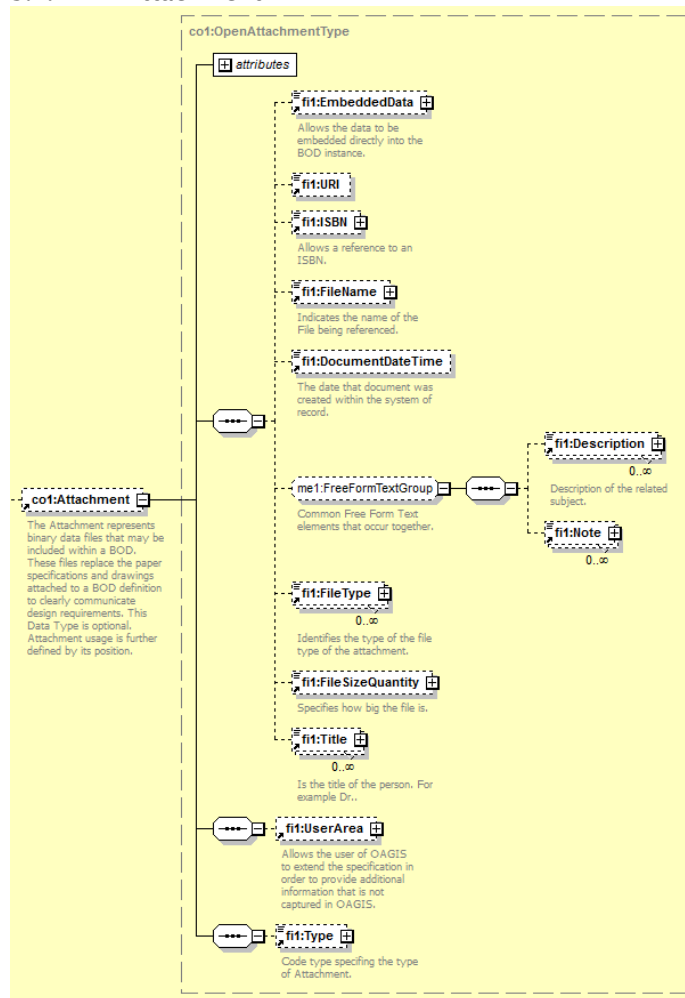 co1:OpenAttachmentType
attributes
fi1:EmbeddedData
Allows the data to be
embedded directly into the
BOD instance.
fi1:URI
fi1:ISBN
Allows a reference to an
ISBN.
fi1:FileName
Indicates the name of the
File being referenced.
fi1:DocumentDateTime
The date that document was
created within the system of
record.
me1:FreeFormTextGroup
Common Free Form Text
elements that occur together.
fi1:Description
0..∞
Description of the related
subject.
fi1:Note
0..∞
co1:Attachment
The Attachment represents
binary data files that may be
included within a BOD.
These files replace the paper
specifications and drawings
attached to a BOD definition
to clearly communicate
design requirements. This
Data Type is optional.
Attachment usage is further
defined by its position.
fi1:FileType
0..∞
Identifies the type of the file
type of the attachment.
fi1:FileSizeQuantity
Specifies how big the file is.
fi1:Title
0..∞
Is the title of the person. For
example Dr..
fi1:UserArea
Allows the user of OAGIS
to extend the specification in
order to provide additional
information that is not
captured in OAGIS.
fi1:Type
Code type specifing the type
of Attachment.